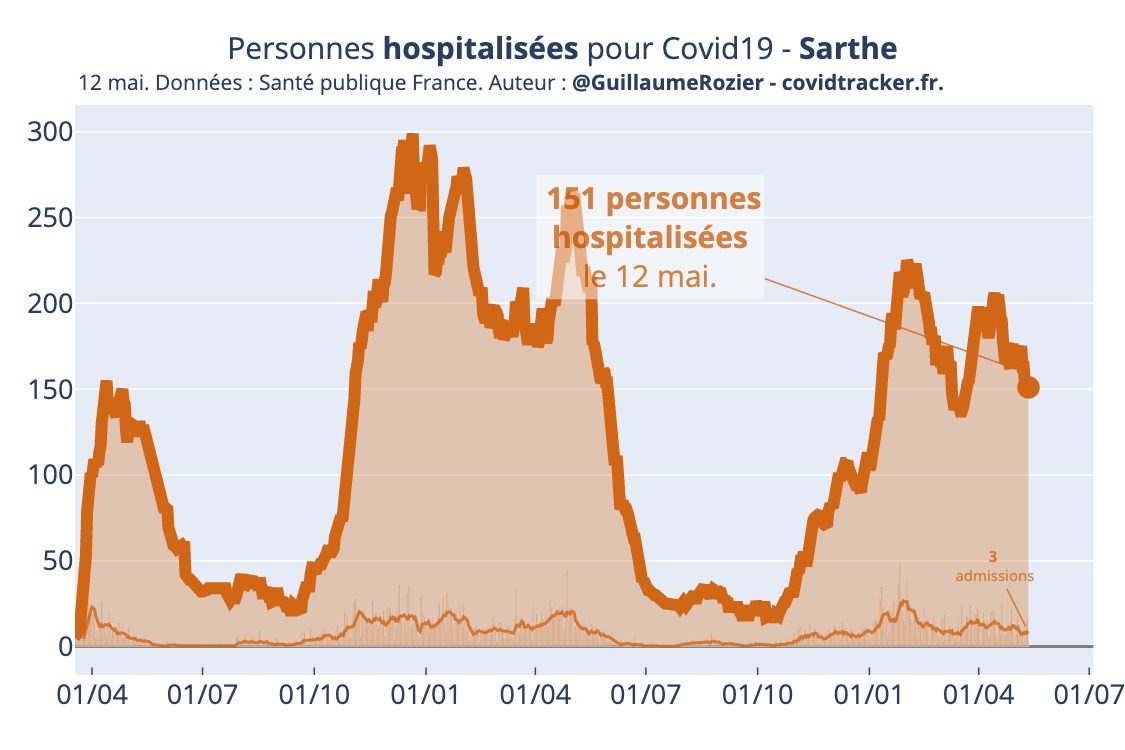 Personnes hospitalisées pour Covid19 - Sarthe
12 mai. Données : Santé publique France. Auteur : @GuillaumeRozier - covidtracker.fr.
300
250
200
150
100
50
0
151 personnes
hospitalisées
le 12 mai.
3
admissions
01/04 01/07 01/10 01/01 01/04 01/07 01/10 01/01 01/04 01/07